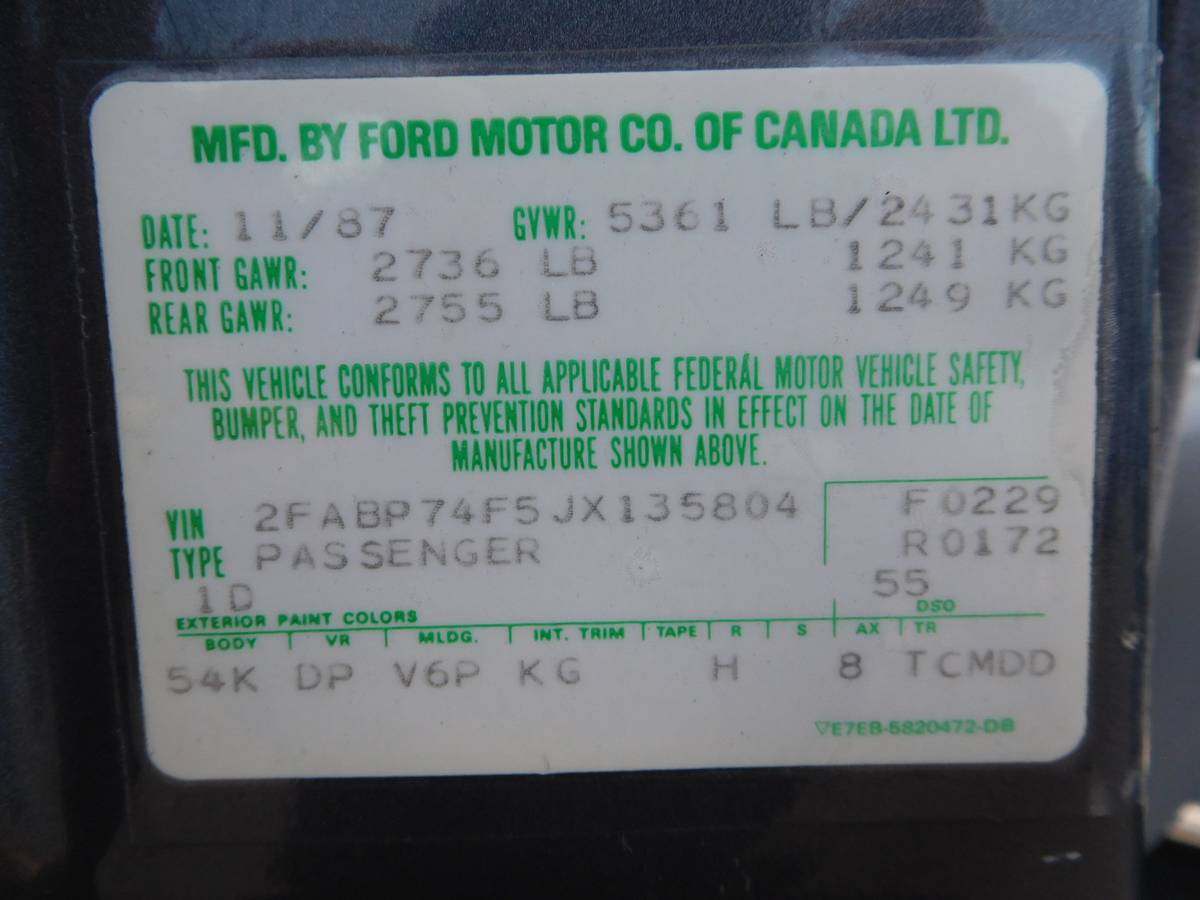 MFD. BY FORD MOTOR CO. OF CANADA LTD.
DATE: 11/87 GVWR: 5361 LB/2431KG
FRONT GAWR: 2736 LB 1241 KG
REAR GAWR: 2755 LB 1249 KG
THIS VEHICLE CONFORMS TO ALL APPLICABLE FEDERAL MOTOR VEHICLE SAFETY,
BUMPER, AND THEFT PREVENTION STANDARDS IN EFFECT ON THE DATE OF
MANUFACTURE SHOWN ABOVE.
VIN 2FABP74F5JX135804 F0229
TYPE PASSENGER R0172
1D 55
EXTERIOR PAINT COLORS DSO
BODY VR MLDG. INT. TRIM TAPE R S AX TR
54K DP V6P KG H 8 TCMDD
▽E7EB-5820472-DB